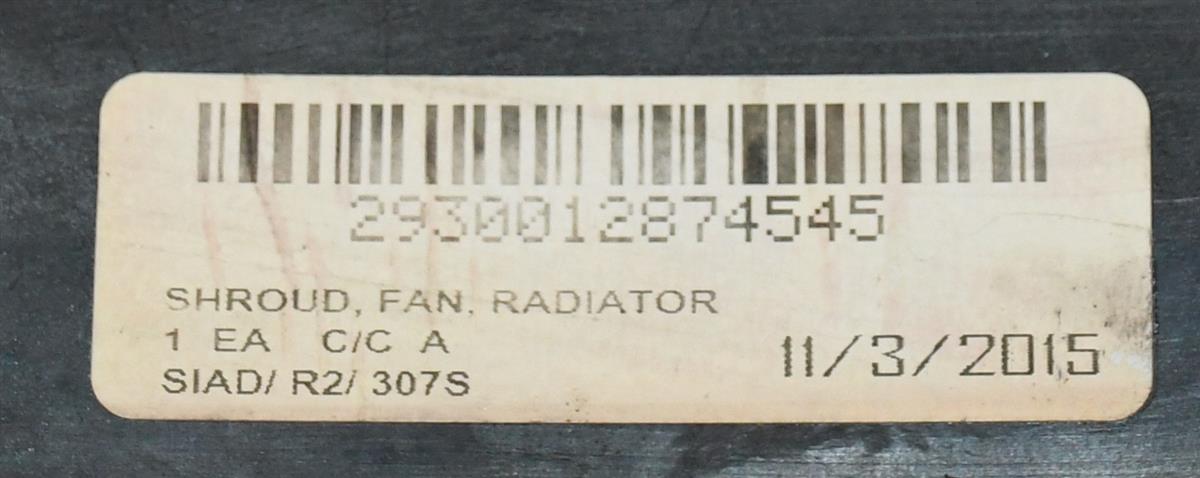 2930012874545
SHROUD, FAN, RADIATOR
1 EA C/C A
11/3/2015
SIAD/ R2/ 307S